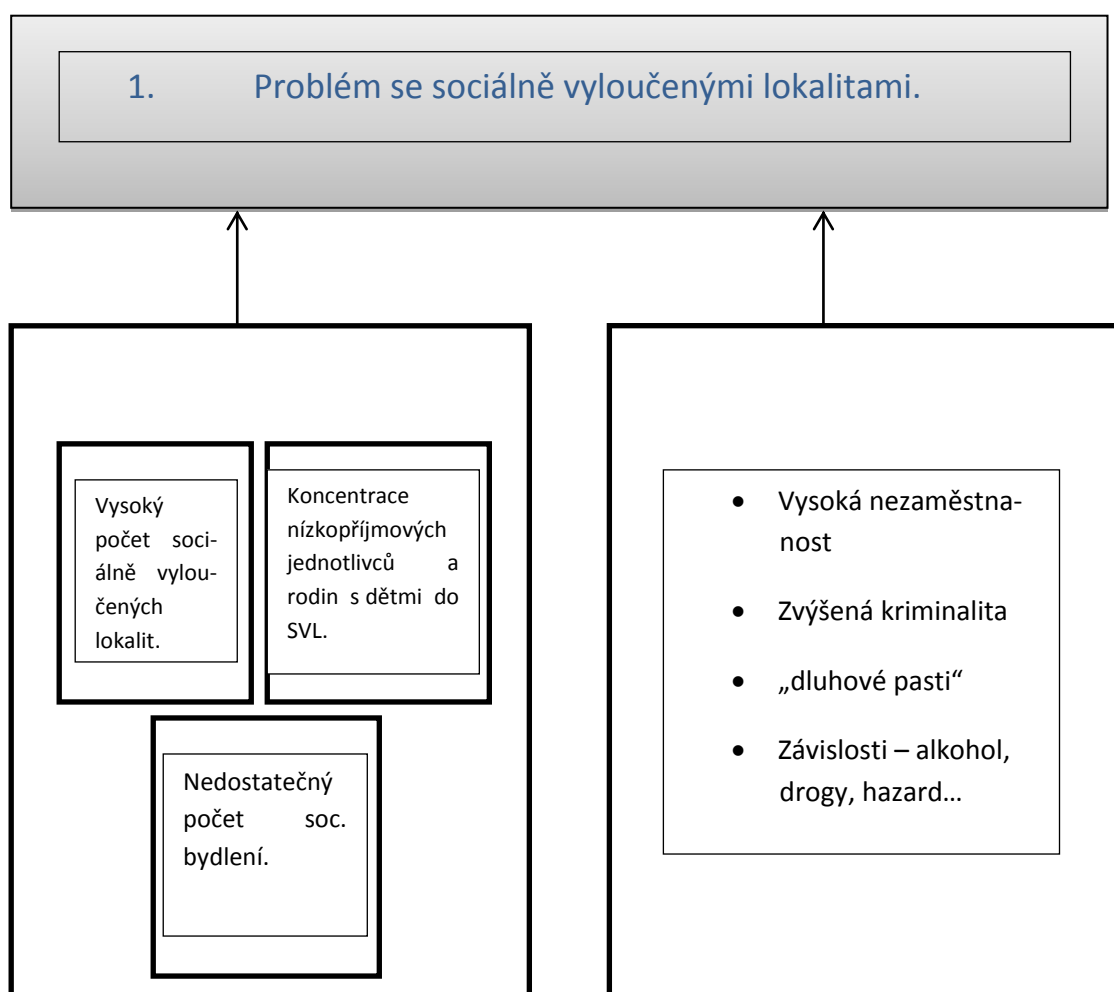 1. Problém se sociálně vyloučenými lokalitami.
Vysoký
počet soci-
álně vylou-
čených
lokalit.
Koncentrace
nízkopříjmových
jednotlivců a
rodin s dětmi do
SVL.
Nedostatečný
počet soc.
bydlení.
• Vysoká nezaměstna-
nost
• Zvýšená kriminalita
• „dluhové pasti“
• Závislosti – alkohol,
drogy, hazard…